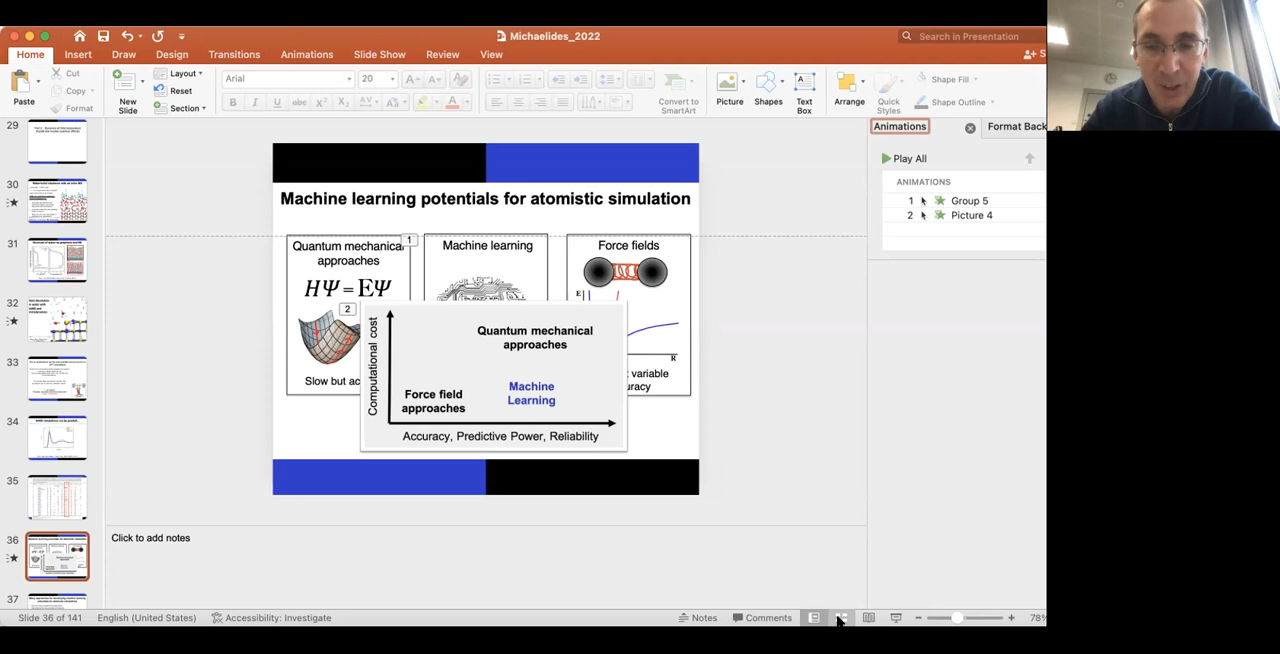 Michaelides_2022
Search in Presentation
Home
Insert
Draw
Design
Transitions
Animations
Slide Show
Review
View
S
Paste
Cut
Copy
Format
New
Slide
Layout
Reset
Section
Arial
20
Convert to
SmartArt
Picture
Shapes
Text
Box
Arrange
Quick
Styles
Shape Fill
Shape Outline
29
30
31
32
33
34
35
36
37
Machine learning potentials for atomistic simulation
Quantum mechanical
approaches
1
HΨ = EΨ
2
Slow but ac
Machine learning
Force fields
E
R
variable
uracy
Computational cost
Quantum mechanical
approaches
Machine
Learning
Force field
approaches
Accuracy, Predictive Power, Reliability
Click to add notes
Animations
Format Back
Play All
ANIMATIONS
1 Group 5
2 Picture 4
Slide 36 of 141
English (United States)
Accessibility: Investigate
Notes
Comments
78%